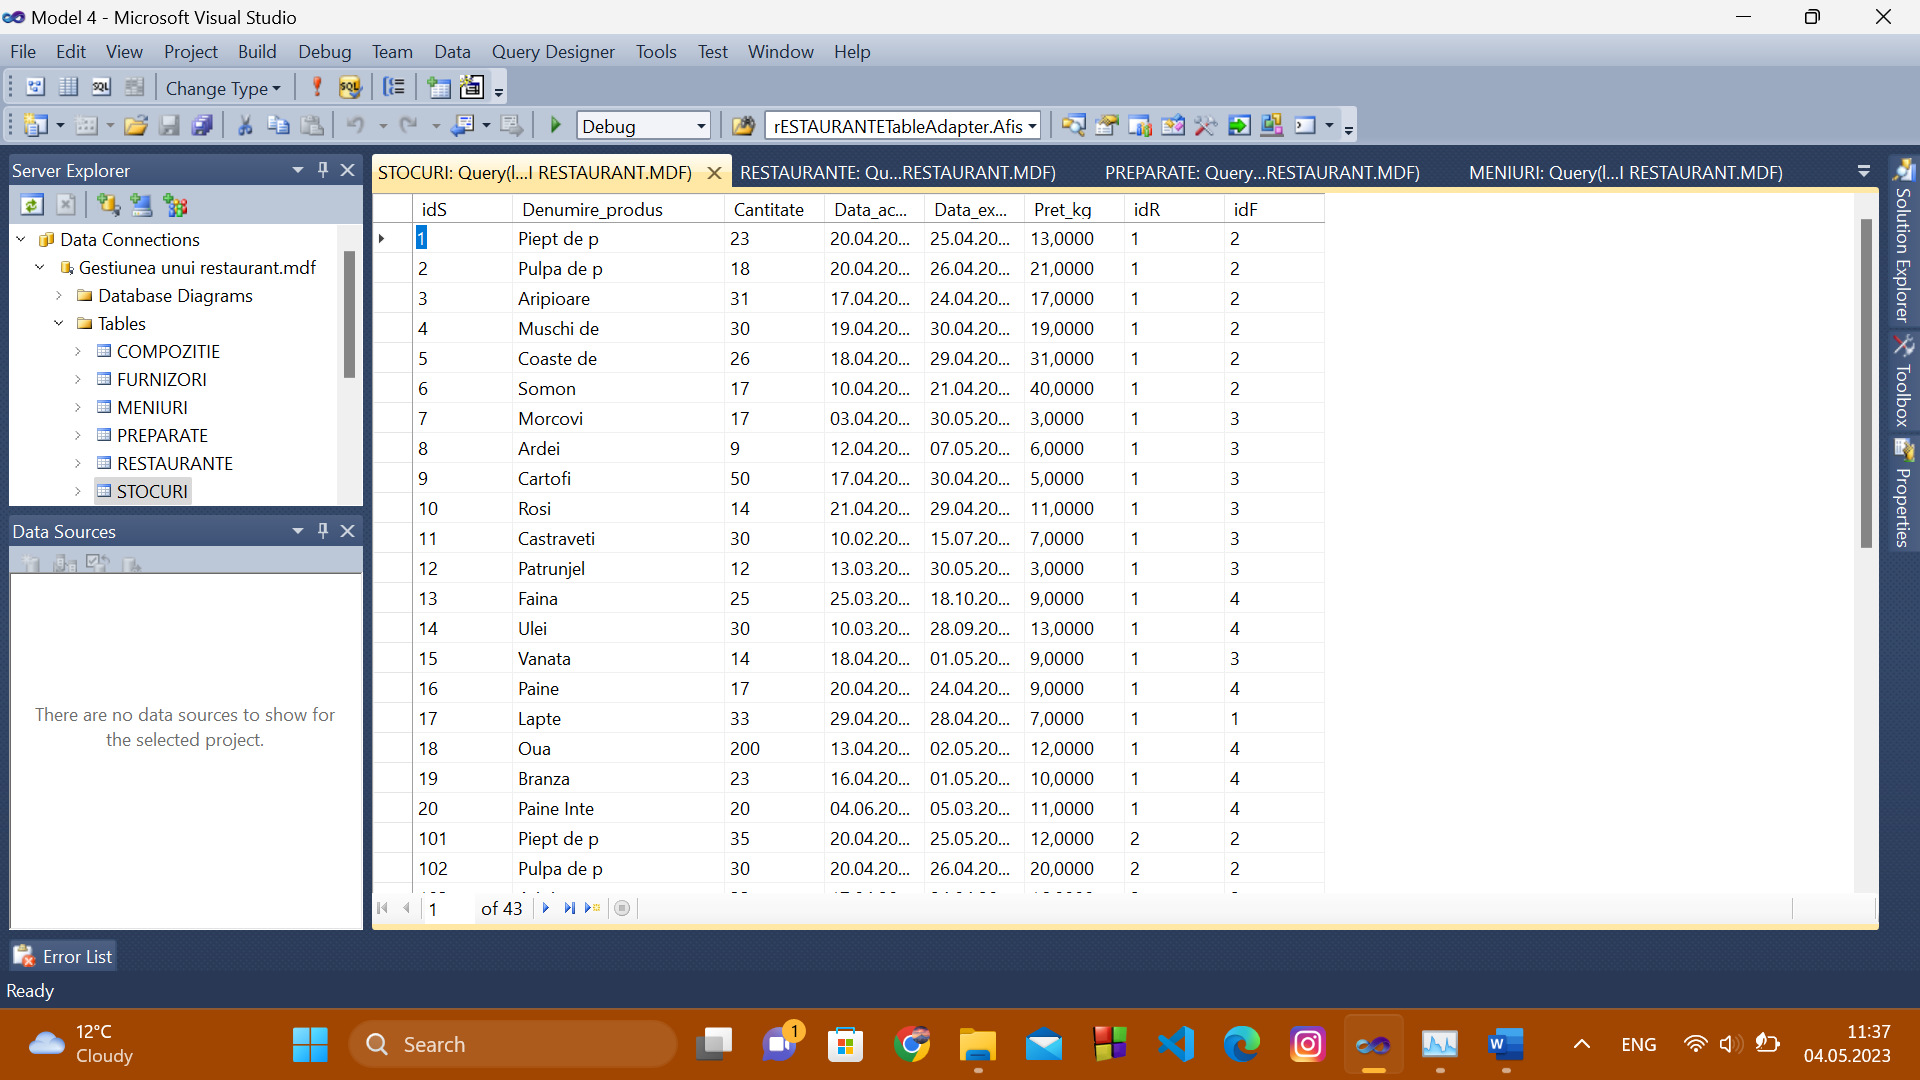 Model 4 - Microsoft Visual Studio
File Edit View Project Build Debug Team Data Query Designer Tools Test Window Help
SQL Change Type SQL
Debug rESTAURANTETableAdapter.Afis
Server Explorer
Data Connections
Gestiunea unui restaurant.mdf
Database Diagrams
Tables
COMPOZITIE
FURNIZORI
MENIURI
PREPARATE
RESTAURANTE
STOCURI
Data Sources
There are no data sources to show for
the selected project.
STOCURI: Query(l...I RESTAURANT.MDF) RESTAURANTE: Qu...RESTAURANT.MDF) PREPARATE: Query...RESTAURANT.MDF) MENIURI: Query(l...I RESTAURANT.MDF)
idS Denumire_produs Cantitate Data_ac... Data_ex... Pret_kg idR idF
1 Piept de p 23 20.04.20... 25.04.20... 13,0000 1 2
2 Pulpa de p 18 20.04.20... 26.04.20... 21,0000 1 2
3 Aripioare 31 17.04.20... 24.04.20... 17,0000 1 2
4 Muschi de 30 19.04.20... 30.04.20... 19,0000 1 2
5 Coaste de 26 18.04.20... 29.04.20... 31,0000 1 2
6 Somon 17 10.04.20... 21.04.20... 40,0000 1 2
7 Morcovi 17 03.04.20... 30.05.20... 3,0000 1 3
8 Ardei 9 12.04.20... 07.05.20... 6,0000 1 3
9 Cartofi 50 17.04.20... 30.04.20... 5,0000 1 3
10 Rosi 14 21.04.20... 29.04.20... 11,0000 1 3
11 Castraveti 30 10.02.20... 15.07.20... 7,0000 1 3
12 Patrunjel 12 13.03.20... 30.05.20... 3,0000 1 3
13 Faina 25 25.03.20... 18.10.20... 9,0000 1 4
14 Ulei 30 10.03.20... 28.09.20... 13,0000 1 4
15 Vanata 14 18.04.20... 01.05.20... 9,0000 1 3
16 Paine 17 20.04.20... 24.04.20... 9,0000 1 4
17 Lapte 33 29.04.20... 28.04.20... 7,0000 1 1
18 Oua 200 13.04.20... 02.05.20... 12,0000 1 4
19 Branza 23 16.04.20... 01.05.20... 10,0000 1 4
20 Paine Inte 20 04.06.20... 05.03.20... 11,0000 1 4
101 Piept de p 35 20.04.20... 25.05.20... 12,0000 2 2
102 Pulpa de p 30 20.04.20... 26.04.20... 20,0000 2 2
1 of 43
Solution Explorer
Toolbox
Properties
Error List
Ready
12°C
Cloudy
Search
1
ENG
11:37
04.05.2023